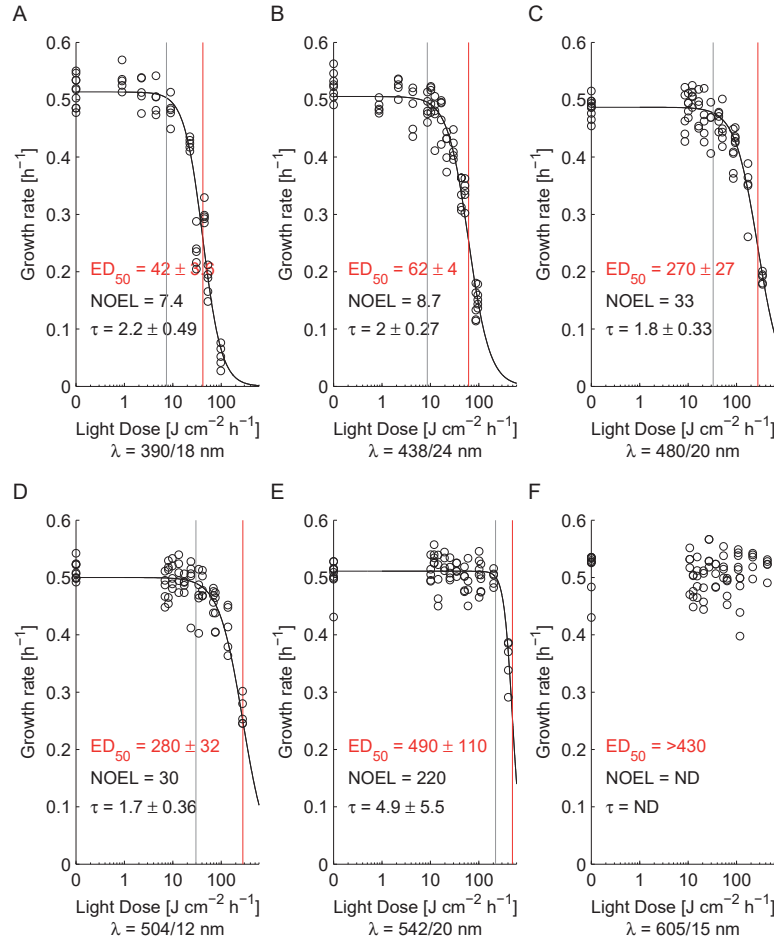 A
0.6
0.5
0.4
0.3
0.2
0.1
0
Growth rate [h⁻¹]
ED50 = 42 ±
NOEL = 7.4
τ = 2.2 ± 0.49
0 1 10 100
Light Dose [J cm⁻² h⁻¹]
λ = 390/18 nm
B
0.6
0.5
0.4
0.3
0.2
0.1
0
Growth rate [h⁻¹]
ED50 = 62 ± 4
NOEL = 8.7
τ = 2 ± 0.27
0 1 10 100
Light Dose [J cm⁻² h⁻¹]
λ = 438/24 nm
C
0.6
0.5
0.4
0.3
0.2
0.1
0
Growth rate [h⁻¹]
ED50 = 270 ± 27
NOEL = 33
τ = 1.8 ± 0.33
0 1 10 100
Light Dose [J cm⁻² h⁻¹]
λ = 480/20 nm
D
0.6
0.5
0.4
0.3
0.2
0.1
0
Growth rate [h⁻¹]
ED50 = 280 ± 32
NOEL = 30
τ = 1.7 ± 0.36
0 1 10 100
Light Dose [J cm⁻² h⁻¹]
λ = 504/12 nm
E
0.6
0.5
0.4
0.3
0.2
0.1
0
Growth rate [h⁻¹]
ED50 = 490 ± 110
NOEL = 220
τ = 4.9 ± 5.5
0 1 10 100
Light Dose [J cm⁻² h⁻¹]
λ = 542/20 nm
F
0.6
0.5
0.4
0.3
0.2
0.1
0
Growth rate [h⁻¹]
ED50 = >430
NOEL = ND
τ = ND
0 1 10 100
Light Dose [J cm⁻² h⁻¹]
λ = 605/15 nm